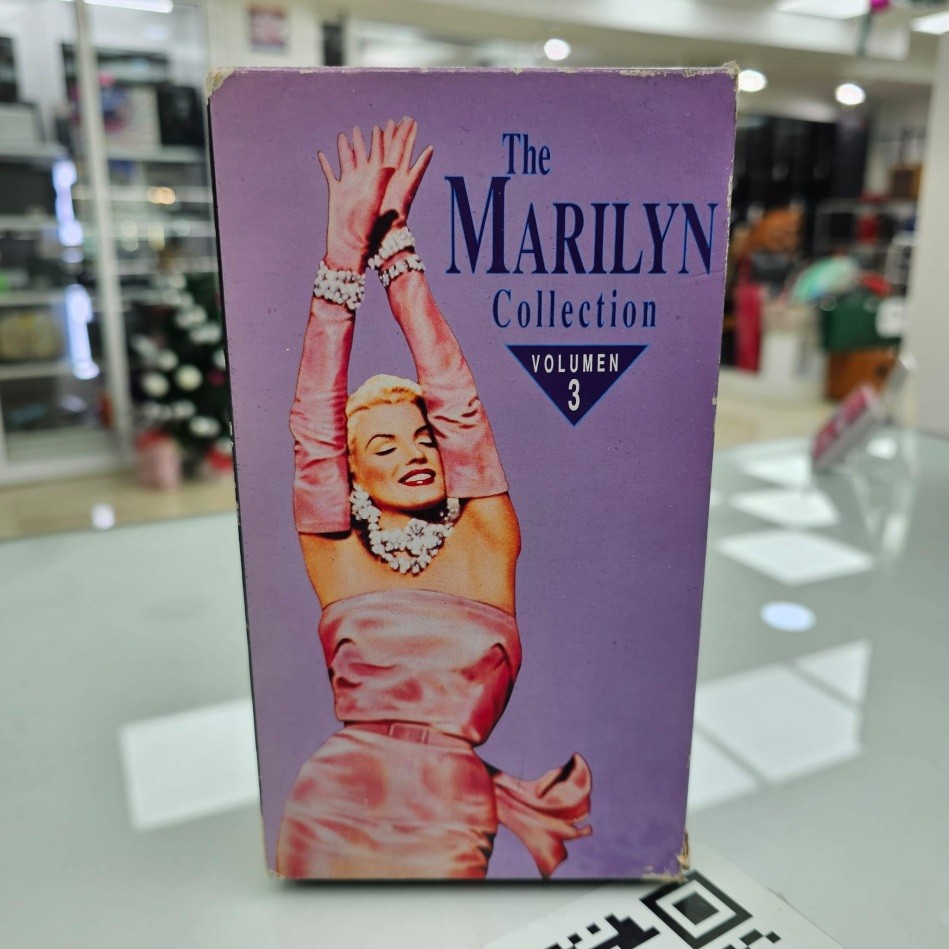 The
MARILYN
Collection
VOLUMEN
3